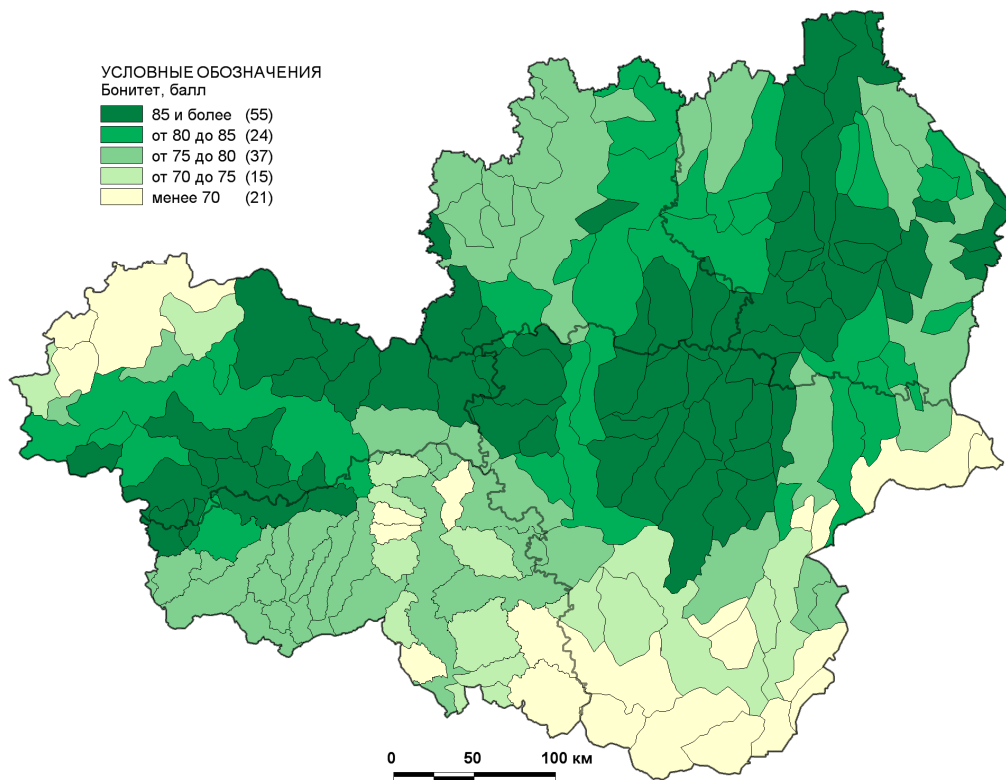 УСЛОВНЫЕ ОБОЗНАЧЕНИЯ
Бонитет, балл
85 и более (55)
от 80 до 85 (24)
от 75 до 80 (37)
от 70 до 75 (15)
менее 70 (21)
0 50 100 км